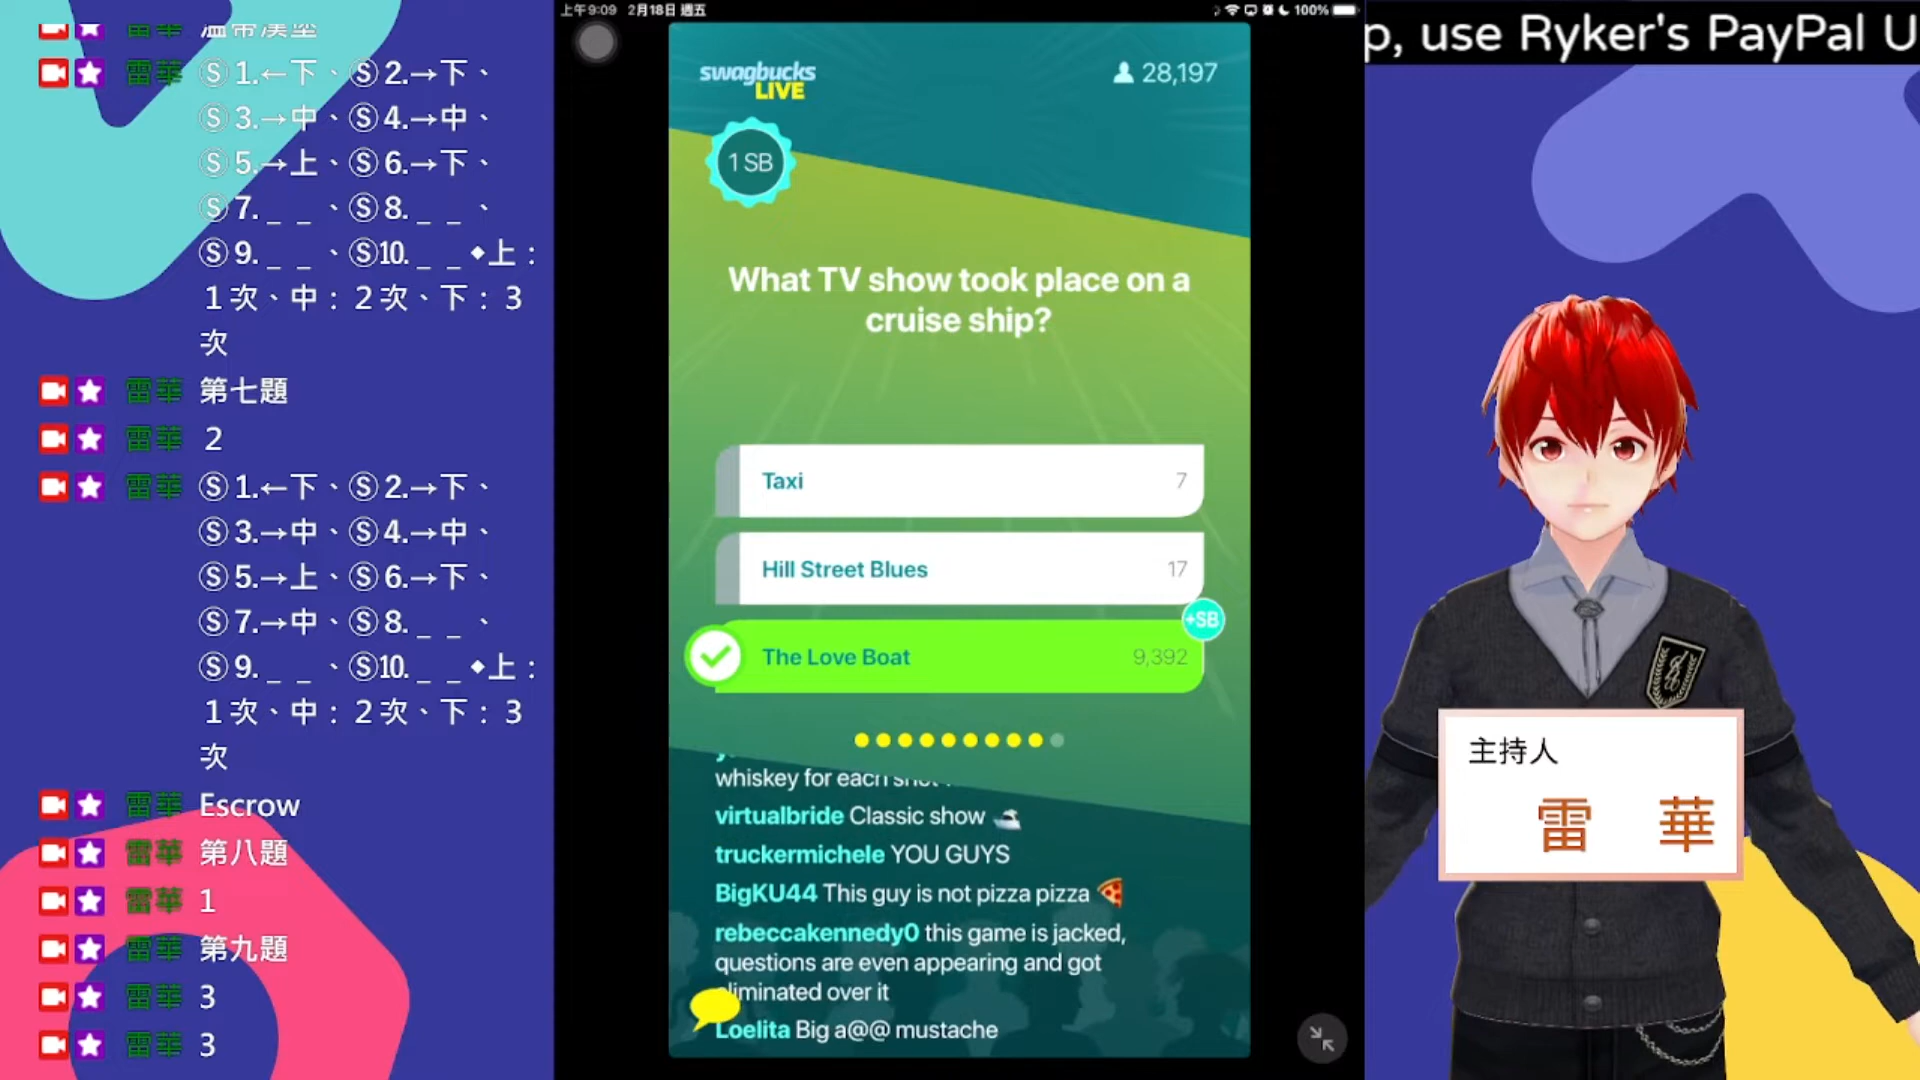 雷華 溫帶漢堡
雷華 Ⓢ1.←下、Ⓢ2.→下、
Ⓢ3.→中、Ⓢ4.→中、
Ⓢ5.→上、Ⓢ6.→下、
Ⓢ7._ _ 、Ⓢ8._ _ 、
Ⓢ9._ _ 、Ⓢ10._ _◆上：
1次、中：2次、下：3
次
雷華 第七題
雷華 2
雷華 Ⓢ1.←下、Ⓢ2.→下、
Ⓢ3.→中、Ⓢ4.→中、
Ⓢ5.→上、Ⓢ6.→下、
Ⓢ7.→中、Ⓢ8._ _ 、
Ⓢ9._ _ 、Ⓢ10._ _◆上：
1次、中：2次、下：3
次
雷華 Escrow
雷華 第八題
雷華 1
雷華 第九題
雷華 3
雷華 3
上午9:09 2月18日 週五
100%
swagbucks
LIVE
28,197
1 SB
What TV show took place on a
cruise ship?
Taxi 7
Hill Street Blues 17
+SB
The Love Boat 9,392
whiskey for each
virtualbride Classic show
truckermichele YOU GUYS
BigKU44 This guy is not pizza pizza
rebeccakennedy0 this game is jacked,
questions are even appearing and got
eliminated over it
Loelita Big a@@ mustache
p, use Ryker's PayPal U
主持人
雷 華